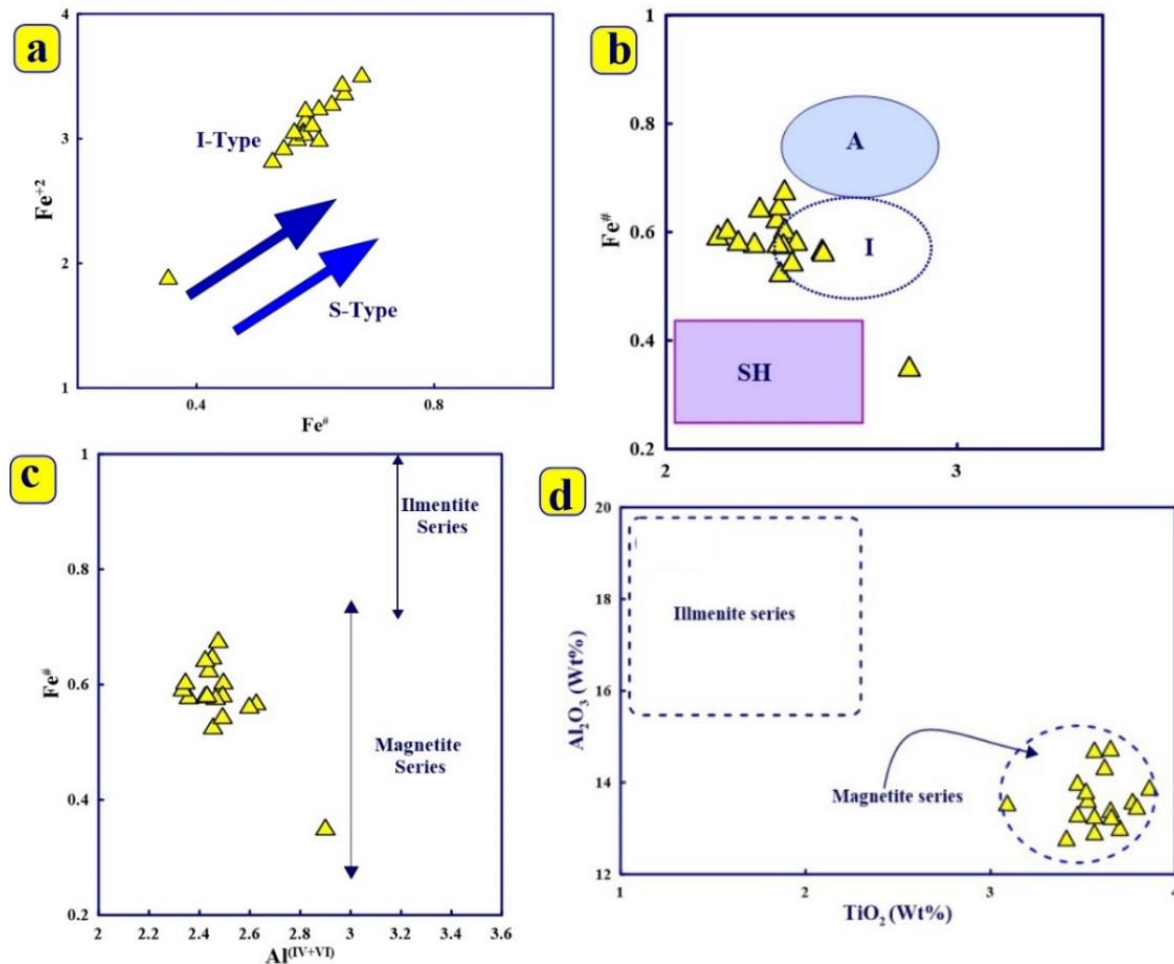 a
4
3
2
1
Fe+2
I-Type
S-Type
0.4
0.8
Fe#
b
1
0.8
0.6
0.4
0.2
Fe#
A
I
SH
2
3
c
1
0.8
0.6
0.4
0.2
Fe#
Ilmentite
Series
Magnetite
Series
2
2.2
2.4
2.6
2.8
3
3.2
3.4
3.6
Al(IV+VI)
d
20
18
16
14
12
Al2O3 (Wt%)
Illmenite series
Magnetite series
1
2
3
4
TiO2 (Wt%)